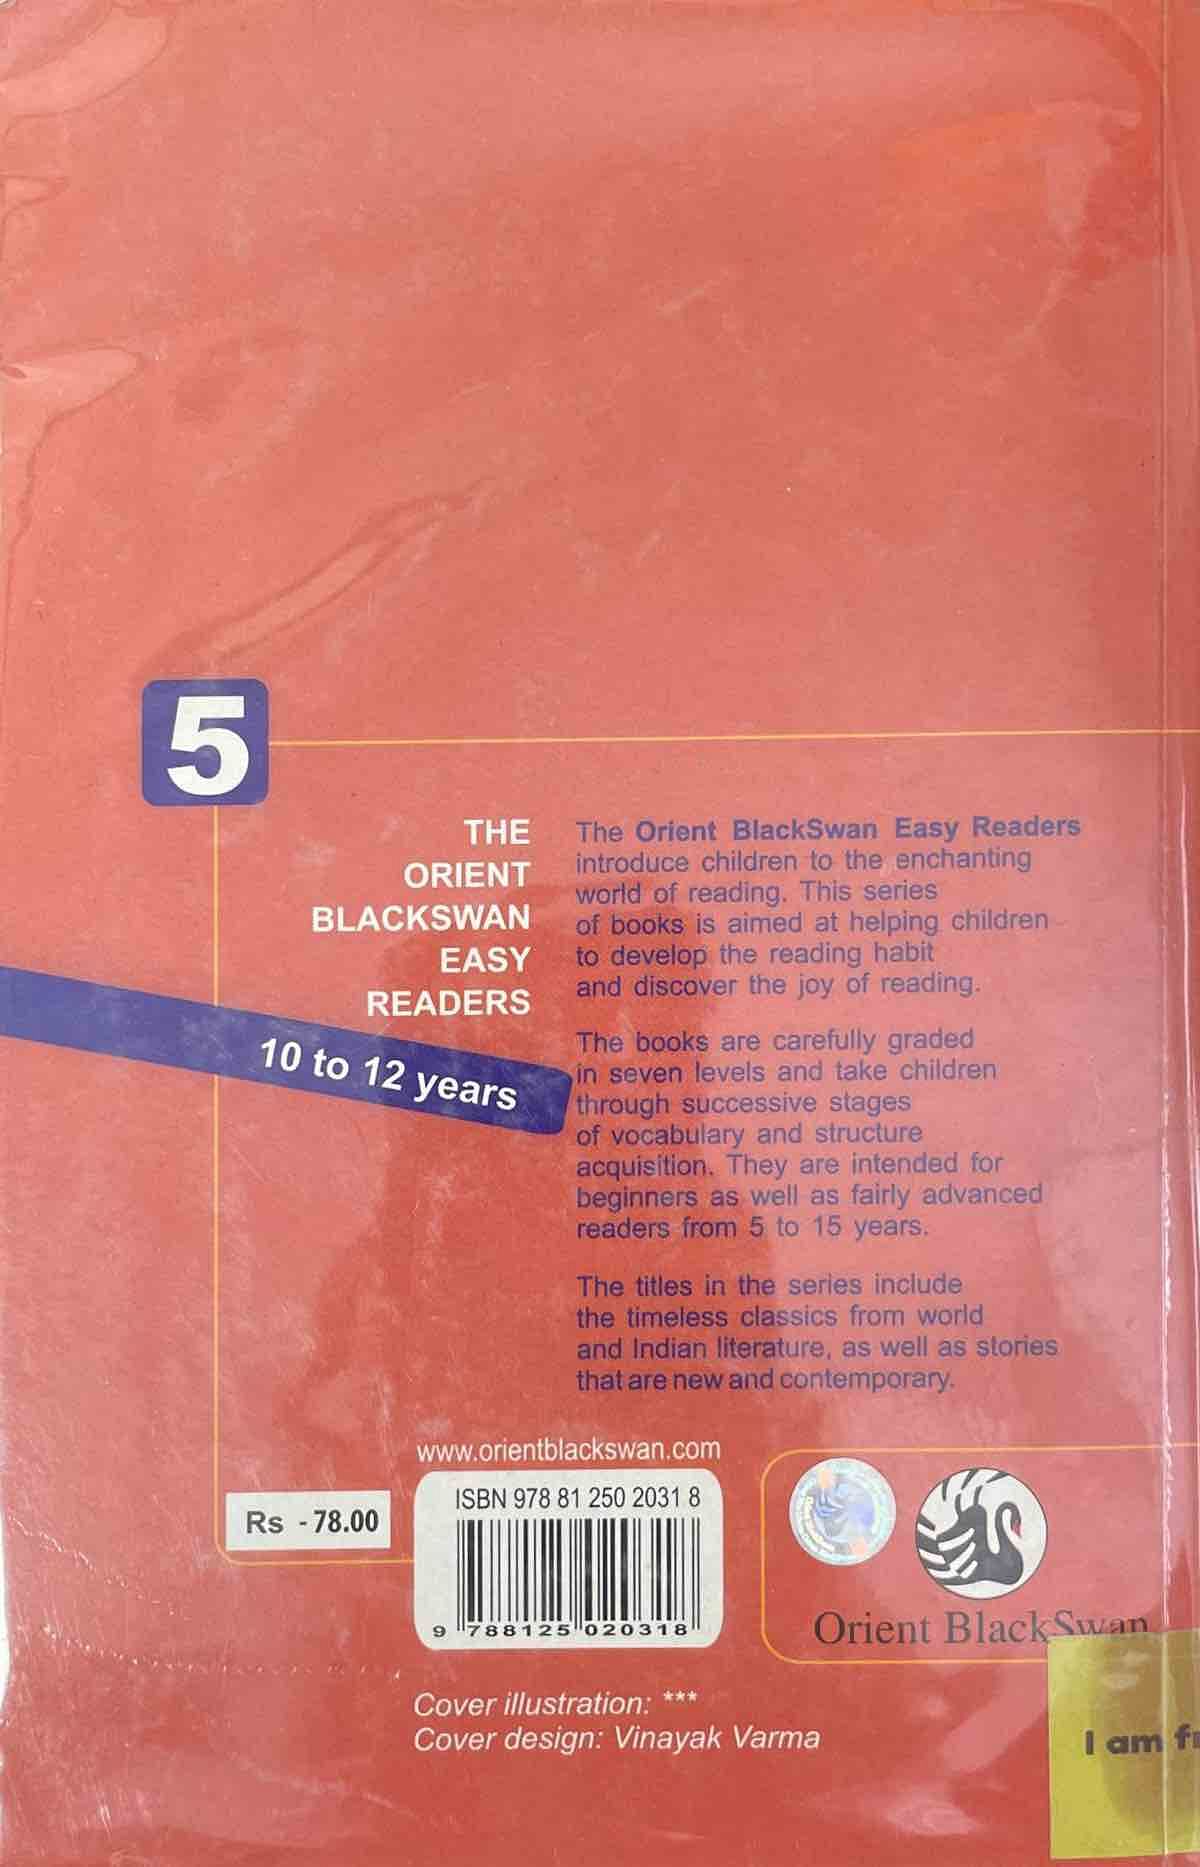 5
THE
ORIENT
BLACKSWAN
EASY
READERS
10 to 12 years
The Orient BlackSwan Easy Readers
introduce children to the enchanting
world of reading. This series
of books is aimed at helping children
to develop the reading habit
and discover the joy of reading.
The books are carefully graded
in seven levels and take children
through successive stages
of vocabulary and structure
acquisition. They are intended for
beginners as well as fairly advanced
readers from 5 to 15 years.
The titles in the series include
the timeless classics from world
and Indian literature, as well as stories
that are new and contemporary.
www.orientblackswan.com
ISBN 978 81 250 2031 8
Rs - 78.00
9 788125 020318
Orient BlackSwan
Cover illustration: ***
Cover design: Vinayak Varma
I am